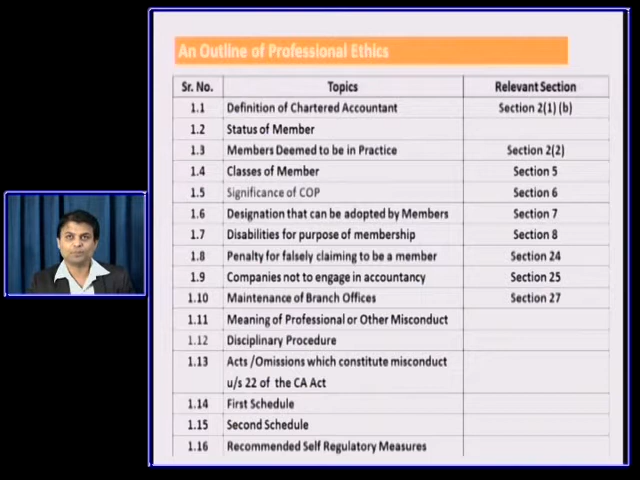 An Outline of Professional Ethics
Sr. No. Topics Relevant Section
1.1 Definition of Chartered Accountant Section 2(1) (b)
1.2 Status of Member
1.3 Members Deemed to be in Practice Section 2(2)
1.4 Classes of Member Section 5
1.5 Significance of COP Section 6
1.6 Designation that can be adopted by Members Section 7
1.7 Disabilities for purpose of membership Section 8
1.8 Penalty for falsely claiming to be a member Section 24
1.9 Companies not to engage in accountancy Section 25
1.10 Maintenance of Branch Offices Section 27
1.11 Meaning of Professional or Other Misconduct
1.12 Disciplinary Procedure
1.13 Acts /Omissions which constitute misconduct
u/s 22 of the CA Act
1.14 First Schedule
1.15 Second Schedule
1.16 Recommended Self Regulatory Measures